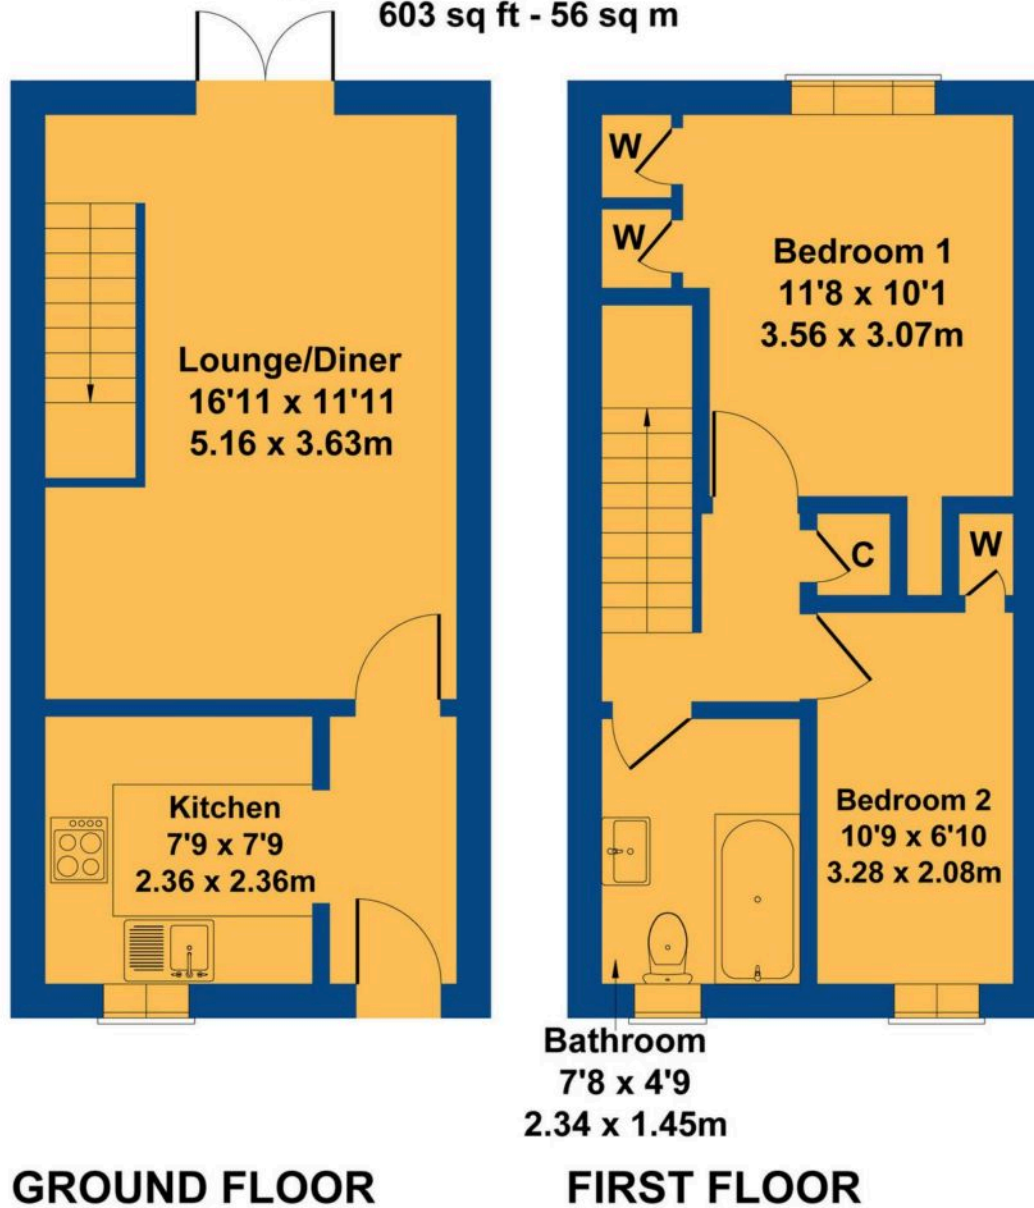 603 sq ft - 56 sq m
Lounge/Diner
16'11 x 11'11
5.16 x 3.63m
Kitchen
7'9 x 7'9
2.36 x 2.36m
W
W
Bedroom 1
11'8 x 10'1
3.56 x 3.07m
C
W
Bedroom 2
10'9 x 6'10
3.28 x 2.08m
Bathroom
7'8 x 4'9
2.34 x 1.45m
GROUND FLOOR
FIRST FLOOR